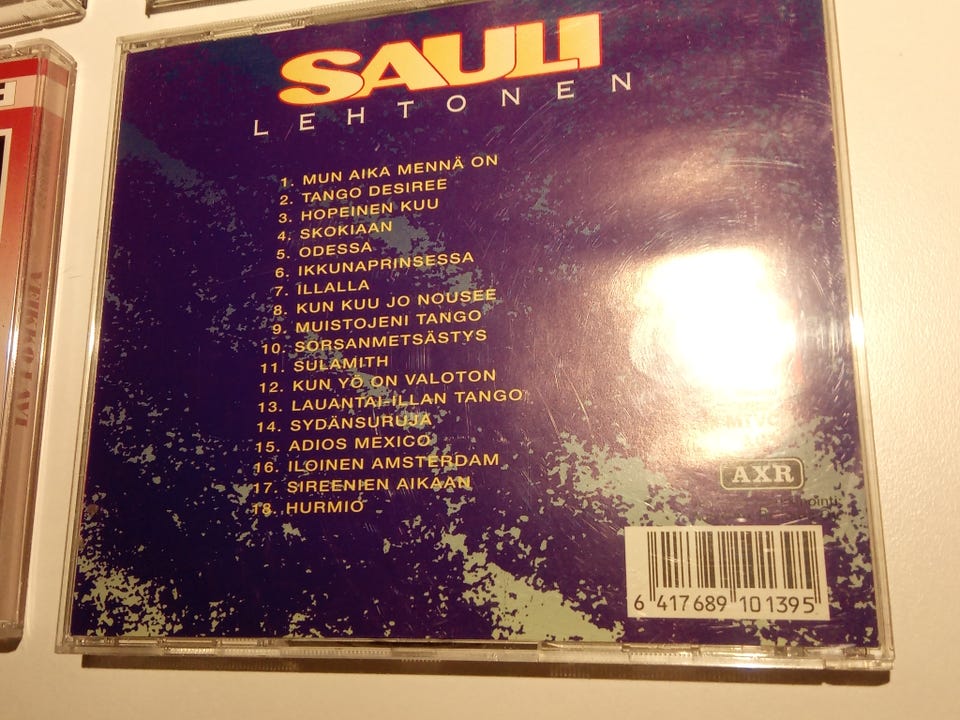 SAULI
LEHTONEN
1. MUN AIKA MENNÄ ON
2. TANGO DESIREE
3. HOPEINEN KUU
4. SKOKIAAN
5. ODESSA
6. IKKUNAPRINSESSA
7. ILLALLA
8. KUN KUU JO NOUSEE
9. MUISTOJENI TANGO
10. SORSANMETSÄSTYS
11. SULAMITH
12. KUN YÖ ON VALOTON
13. LAUANTAI-ILLAN TANGO
14. SYDÄNSURUJA
15. ADIOS MEXICO
16. ILOINEN AMSTERDAM
17. SIREENIEN AIKAAN
18. HURMIO
AXR
6 417689 101395